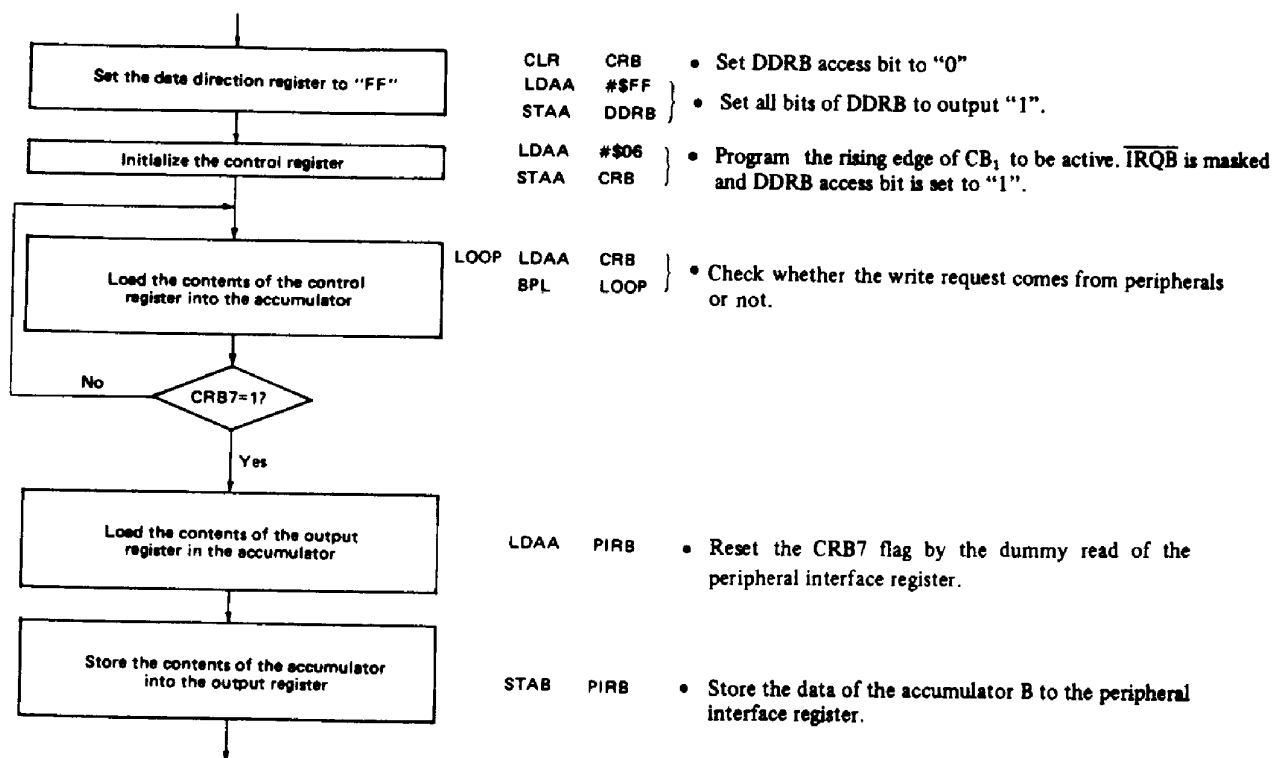 Set the data direction register to "FF"
CLR CRB • Set DDRB access bit to "0"
LDAA #$FF
STAA DDRB • Set all bits of DDRB to output "1".
Initialize the control register
LDAA #$06 • Program the rising edge of CB1 to be active. IRQB is masked
STAA CRB and DDRB access bit is set to "1".
Load the contents of the control
register into the accumulator
LOOP LDAA CRB • Check whether the write request comes from peripherals
BPL LOOP or not.
No
CRB7=1?
Yes
Load the contents of the output
register in the accumulator
LDAA PIRB • Reset the CRB7 flag by the dummy read of the
peripheral interface register.
Store the contents of the accumulator
into the output register
STAB PIRB • Store the data of the accumulator B to the peripheral
interface register.